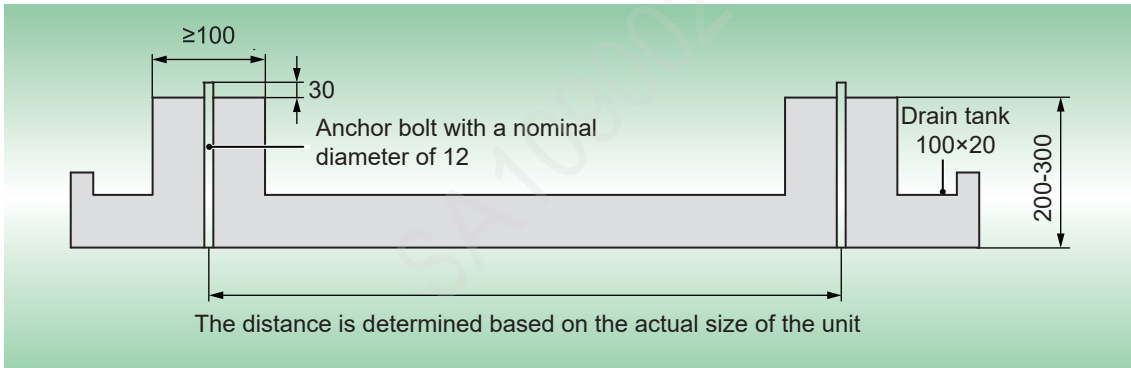 ≥100
30
Anchor bolt with a nominal
diameter of 12
Drain tank
100×20
200-300
The distance is determined based on the actual size of the unit